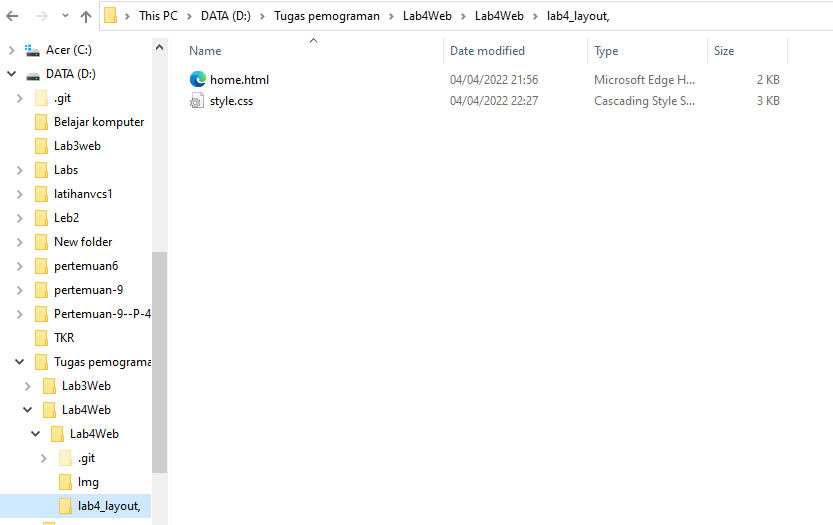 This PC > DATA (D:) > Tugas pemograman > Lab4Web > Lab4Web > lab4_layout,
Acer (C:)
DATA (D:)
.git
Belajar komputer
Lab3web
Labs
latihanvcs1
Leb2
New folder
pertemuan6
pertemuan-9
Pertemuan-9--P-4
TKR
Tugas pemograma
Lab3Web
Lab4Web
Lab4Web
.git
Img
lab4_layout,
Name Date modified Type Size
home.html 04/04/2022 21:56 Microsoft Edge H... 2 KB
style.css 04/04/2022 22:27 Cascading Style S... 3 KB